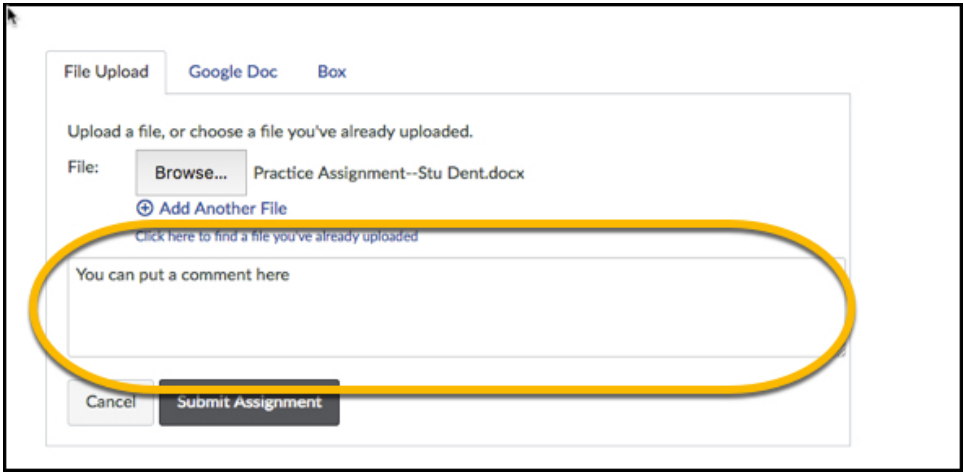 File Upload Google Doc Box
Upload a file, or choose a file you've already uploaded.
File: Browse... Practice Assignment--Stu Dent.docx
Add Another File
Click here to find a file you've already uploaded
You can put a comment here
Cancel Submit Assignment